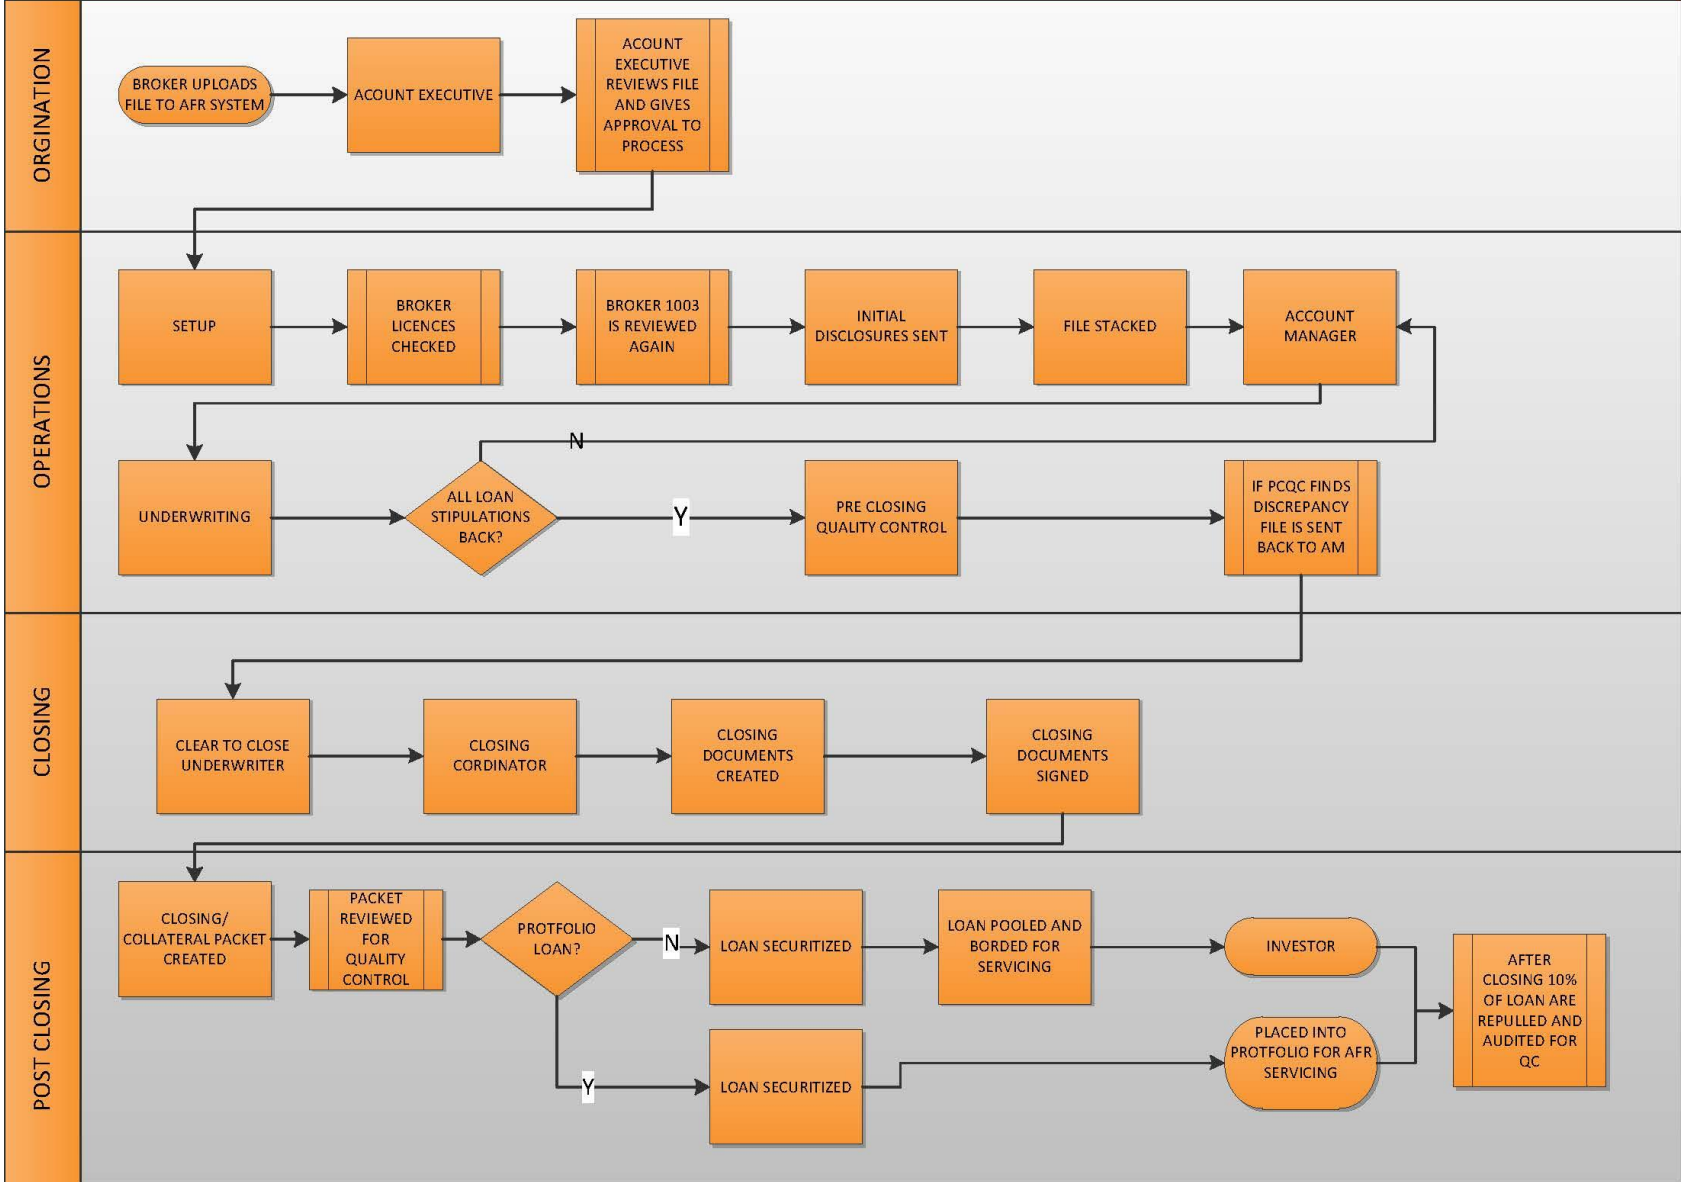 ORGINATION
BROKER UPLOADS
FILE TO AFR SYSTEM
ACOUNT EXECUTIVE
ACOUNT
EXECUTIVE
REVIEWS FILE
AND GIVES
APPROVAL TO
PROCESS
OPERATIONS
SETUP
BROKER
LICENCES
CHECKED
BROKER 1003
IS REVIEWED
AGAIN
INITIAL
DISCLOSURES SENT
FILE STACKED
ACCOUNT
MANAGER
N
UNDERWRITING
ALL LOAN
STIPULATIONS
BACK?
Y
PRE CLOSING
QUALITY CONTROL
IF PCQC FINDS
DISCREPANCY
FILE IS SENT
BACK TO AM
CLOSING
CLEAR TO CLOSE
UNDERWRITER
CLOSING
CORDINATOR
CLOSING
DOCUMENTS
CREATED
CLOSING
DOCUMENTS
SIGNED
POST CLOSING
CLOSING/
COLLATERAL PACKET
CREATED
PACKET
REVIEWED
FOR
QUALITY
CONTROL
PROTFOLIO
LOAN?
N
LOAN SECURITIZED
LOAN POOLED AND
BORDED FOR
SERVICING
INVESTOR
Y
LOAN SECURITIZED
PLACED INTO
PROTFOLIO FOR AFR
SERVICING
AFTER
CLOSING 10%
OF LOAN ARE
REPULLED AND
AUDITED FOR
QC